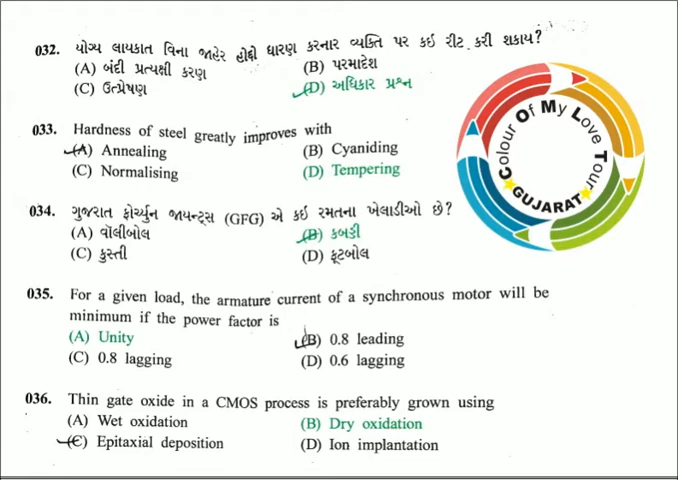 032. યોગ્ય લાયકાત વિના જાહેર હોદ્દો ધારણ કરનાર વ્યક્તિ પર કઇ રીટ કરી શકાય?
(A) બંદી પ્રત્યક્ષી કરણ (B) પરમાદેશ
(C) ઉત્પ્રેષણ (D) અધિકાર પ્રશ્ન
033. Hardness of steel greatly improves with
(A) Annealing (B) Cyaniding
(C) Normalising (D) Tempering
034. ગુજરાત ફોર્ચ્યુન જાયન્ટ્સ (GFG) એ કઇ રમતના ખેલાડીઓ છે?
(A) વૉલીબોલ (B) કબડ્ડી
(C) કુસ્તી (D) ફૂટબોલ
035. For a given load, the armature current of a synchronous motor will be
minimum if the power factor is
(A) Unity (B) 0.8 leading
(C) 0.8 lagging (D) 0.6 lagging
036. Thin gate oxide in a CMOS process is preferably grown using
(A) Wet oxidation (B) Dry oxidation
(C) Epitaxial deposition (D) Ion implantation
Colour Of My Love Tour
GUJARAT